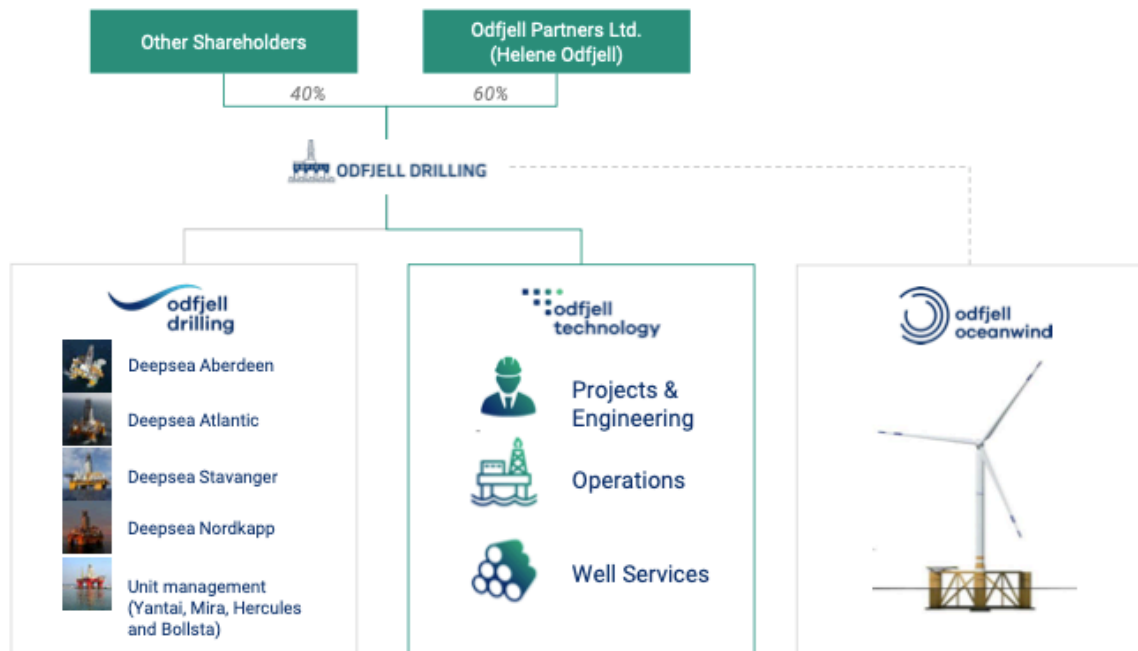 Other Shareholders
Odfjell Partners Ltd.
(Helene Odfjell)
40%
60%
ODFJELL DRILLING
odfjell
drilling
Deepsea Aberdeen
Deepsea Atlantic
Deepsea Stavanger
Deepsea Nordkapp
Unit management
(Yantai, Mira, Hercules
and Bollsta)
odfjell
technology
Projects &
Engineering
Operations
Well Services
odfjell
oceanwind